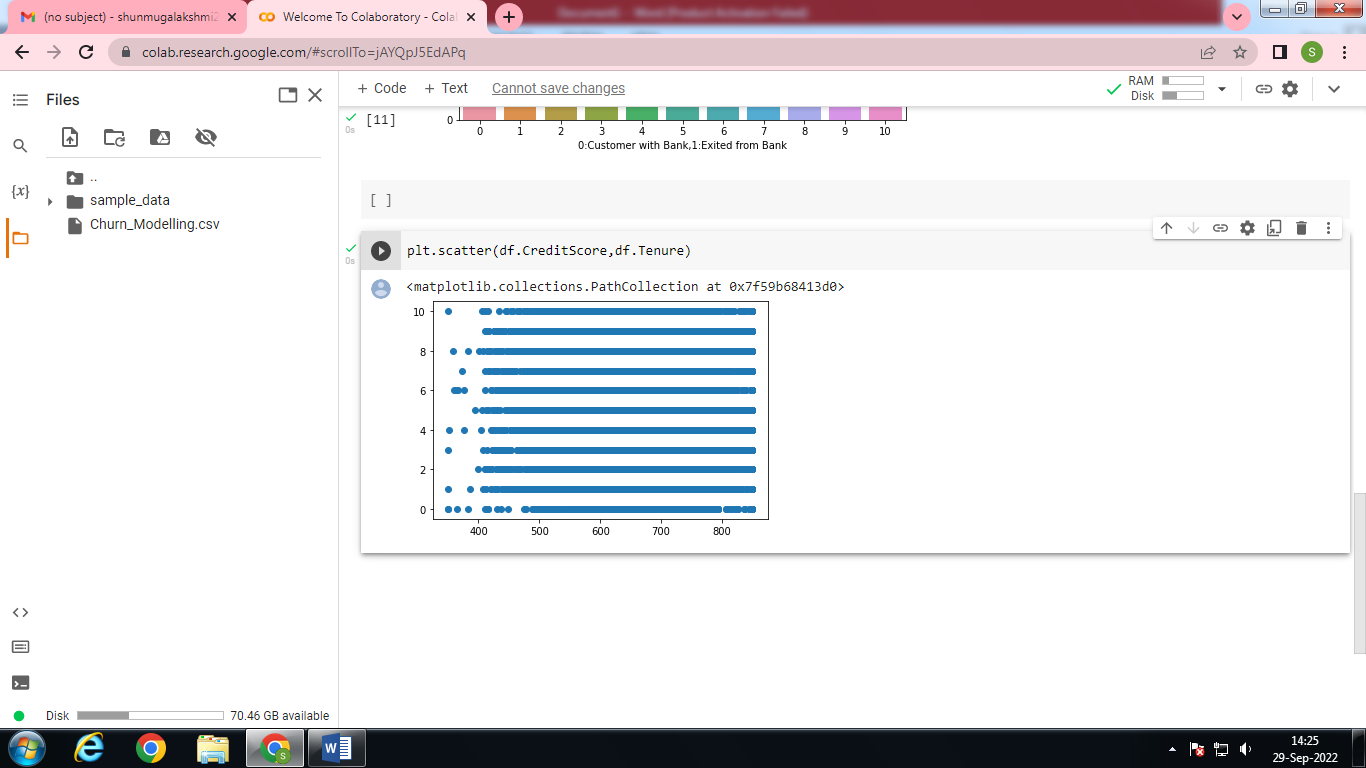 Document1 - Word (Product Activation Failed)
(no subject) - shunmugalakshmi2
Welcome To Colaboratory - Cola
colab.research.google.com/#scrollTo=jAYQpJ5EdAPq
S
Files
+ Code + Text Cannot save changes
RAM
Disk
..
sample_data
Churn_Modelling.csv
{x}
[11]
0s
0
0 1 2 3 4 5 6 7 8 9 10
0:Customer with Bank,1:Exited from Bank
[ ]
0s
plt.scatter(df.CreditScore,df.Tenure)
<matplotlib.collections.PathCollection at 0x7f59b68413d0>
10
8
6
4
2
0
400 500 600 700 800
Disk 70.46 GB available
14:25
29-Sep-2022